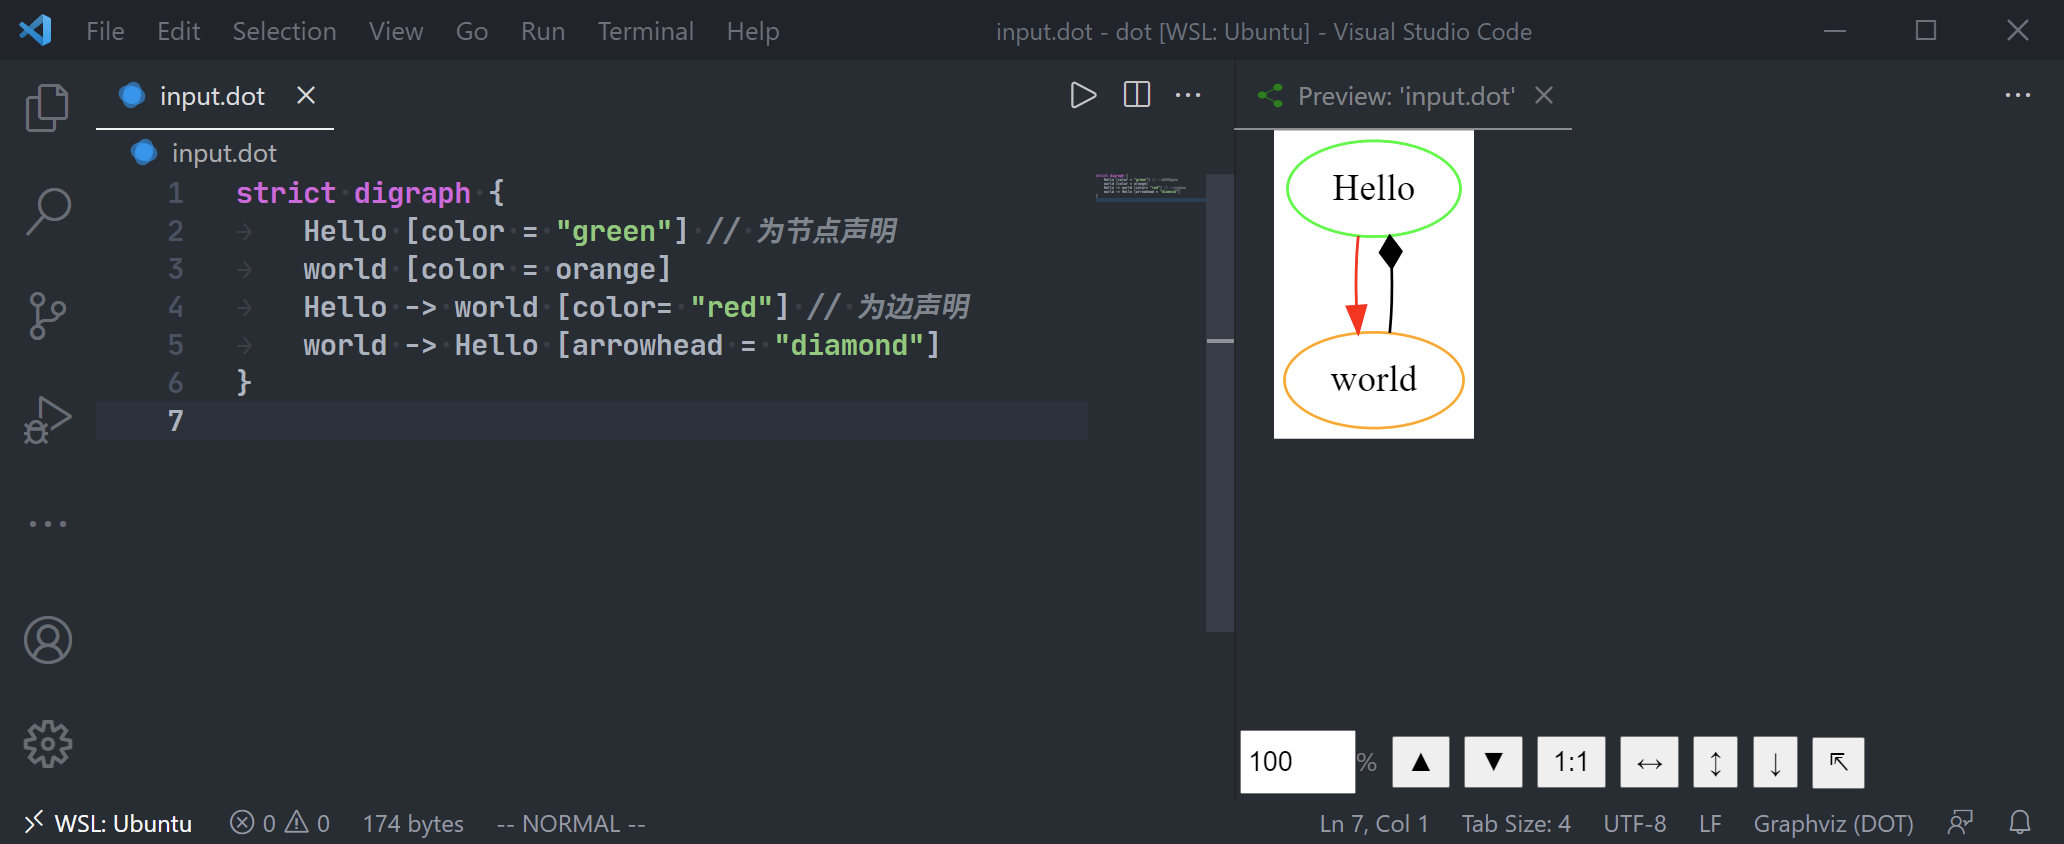 File Edit Selection View Go Run Terminal Help input.dot - dot [WSL: Ubuntu] - Visual Studio Code
input.dot
Preview: 'input.dot'
input.dot
1 strict digraph {
2 Hello [color = "green"] // 为节点声明
3 world [color = orange]
4 Hello -> world [color= "red"] // 为边声明
5 world -> Hello [arrowhead = "diamond"]
6 }
7
Hello
world
100 % ▲ ▼ 1:1 ↔ ↕ ↓ ↖
WSL: Ubuntu 0 0 174 bytes -- NORMAL -- Ln 7, Col 1 Tab Size: 4 UTF-8 LF Graphviz (DOT)